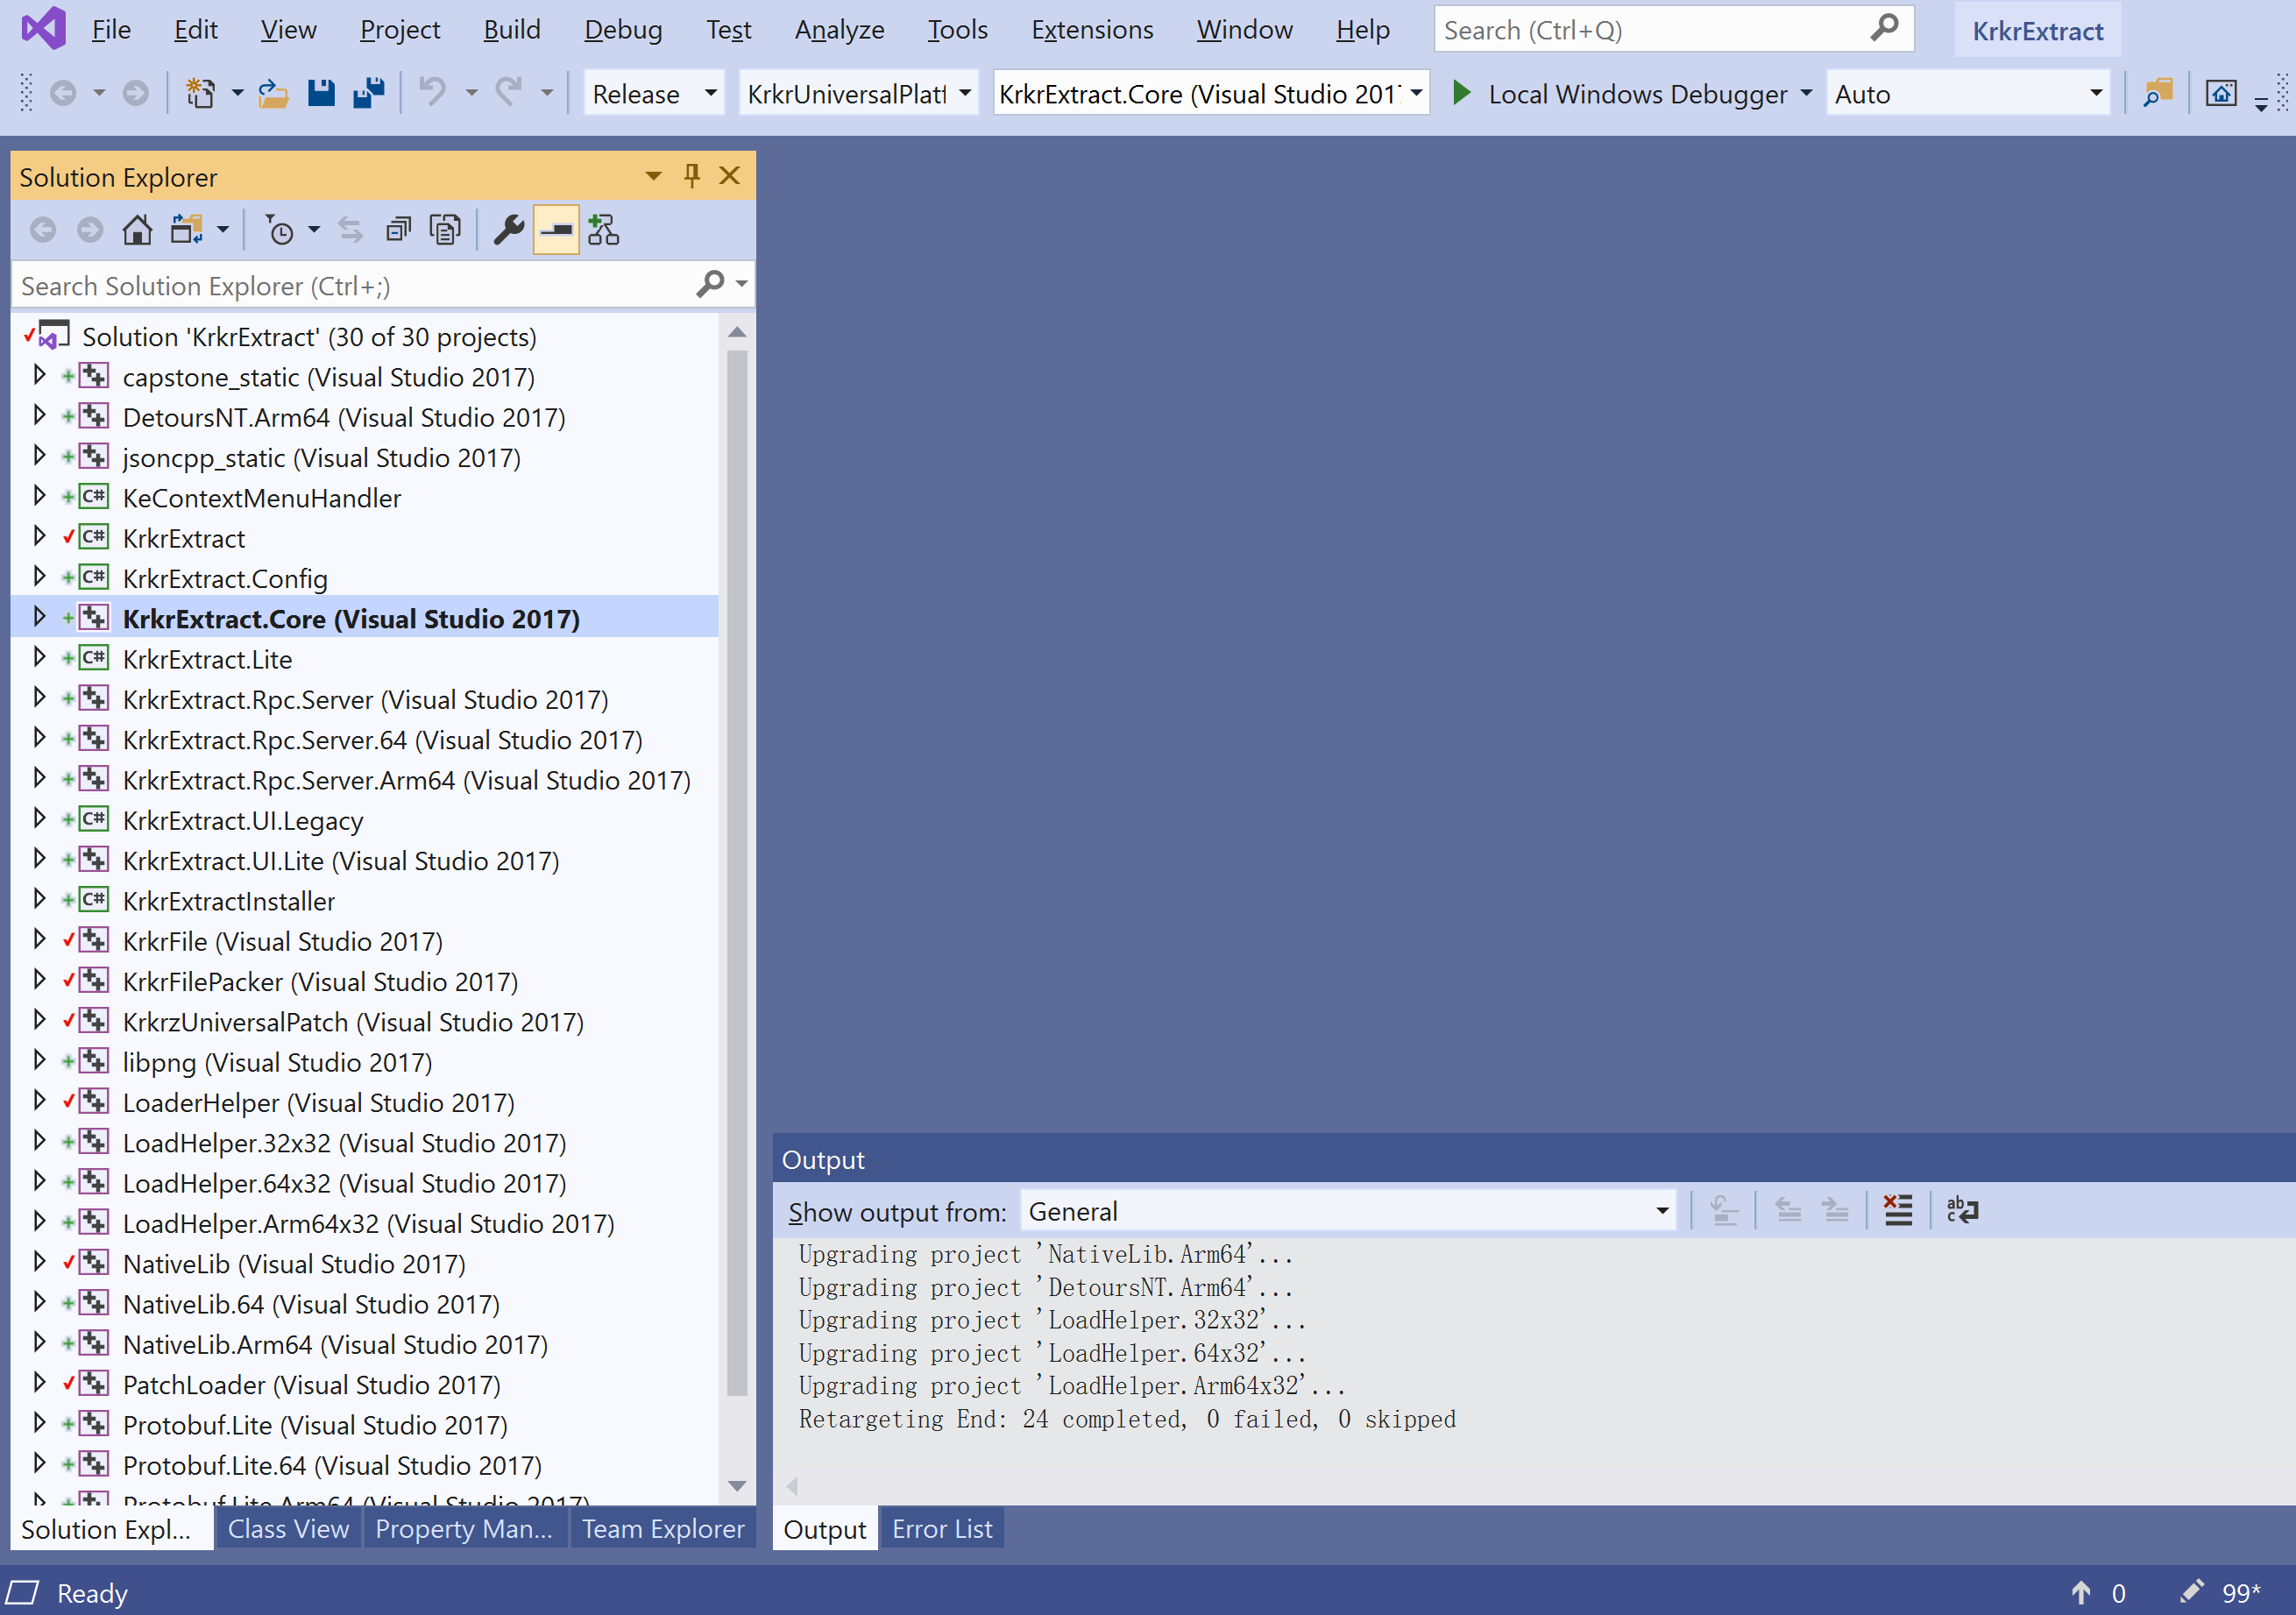 File Edit View Project Build Debug Test Analyze Tools Extensions Window Help Search (Ctrl+Q) KrkrExtract
Release KrkrUniversalPlatf KrkrExtract.Core (Visual Studio 201 Local Windows Debugger Auto
Solution Explorer
Search Solution Explorer (Ctrl+;)
Solution 'KrkrExtract' (30 of 30 projects)
capstone_static (Visual Studio 2017)
DetoursNT.Arm64 (Visual Studio 2017)
jsoncpp_static (Visual Studio 2017)
C# KeContextMenuHandler
C# KrkrExtract
C# KrkrExtract.Config
KrkrExtract.Core (Visual Studio 2017)
C# KrkrExtract.Lite
KrkrExtract.Rpc.Server (Visual Studio 2017)
KrkrExtract.Rpc.Server.64 (Visual Studio 2017)
KrkrExtract.Rpc.Server.Arm64 (Visual Studio 2017)
C# KrkrExtract.UI.Legacy
KrkrExtract.UI.Lite (Visual Studio 2017)
C# KrkrExtractInstaller
KrkrFile (Visual Studio 2017)
KrkrFilePacker (Visual Studio 2017)
KrkrzUniversalPatch (Visual Studio 2017)
libpng (Visual Studio 2017)
LoaderHelper (Visual Studio 2017)
LoadHelper.32x32 (Visual Studio 2017)
LoadHelper.64x32 (Visual Studio 2017)
LoadHelper.Arm64x32 (Visual Studio 2017)
NativeLib (Visual Studio 2017)
NativeLib.64 (Visual Studio 2017)
NativeLib.Arm64 (Visual Studio 2017)
PatchLoader (Visual Studio 2017)
Protobuf.Lite (Visual Studio 2017)
Protobuf.Lite.64 (Visual Studio 2017)
Protobuf.Lite.Arm64 (Visual Studio 2017)
Solution Expl... Class View Property Man... Team Explorer
Output
Show output from: General
Upgrading project 'NativeLib.Arm64'...
Upgrading project 'DetoursNT.Arm64'...
Upgrading project 'LoadHelper.32x32'...
Upgrading project 'LoadHelper.64x32'...
Upgrading project 'LoadHelper.Arm64x32'...
Retargeting End: 24 completed, 0 failed, 0 skipped
Output Error List
Ready 0 99*